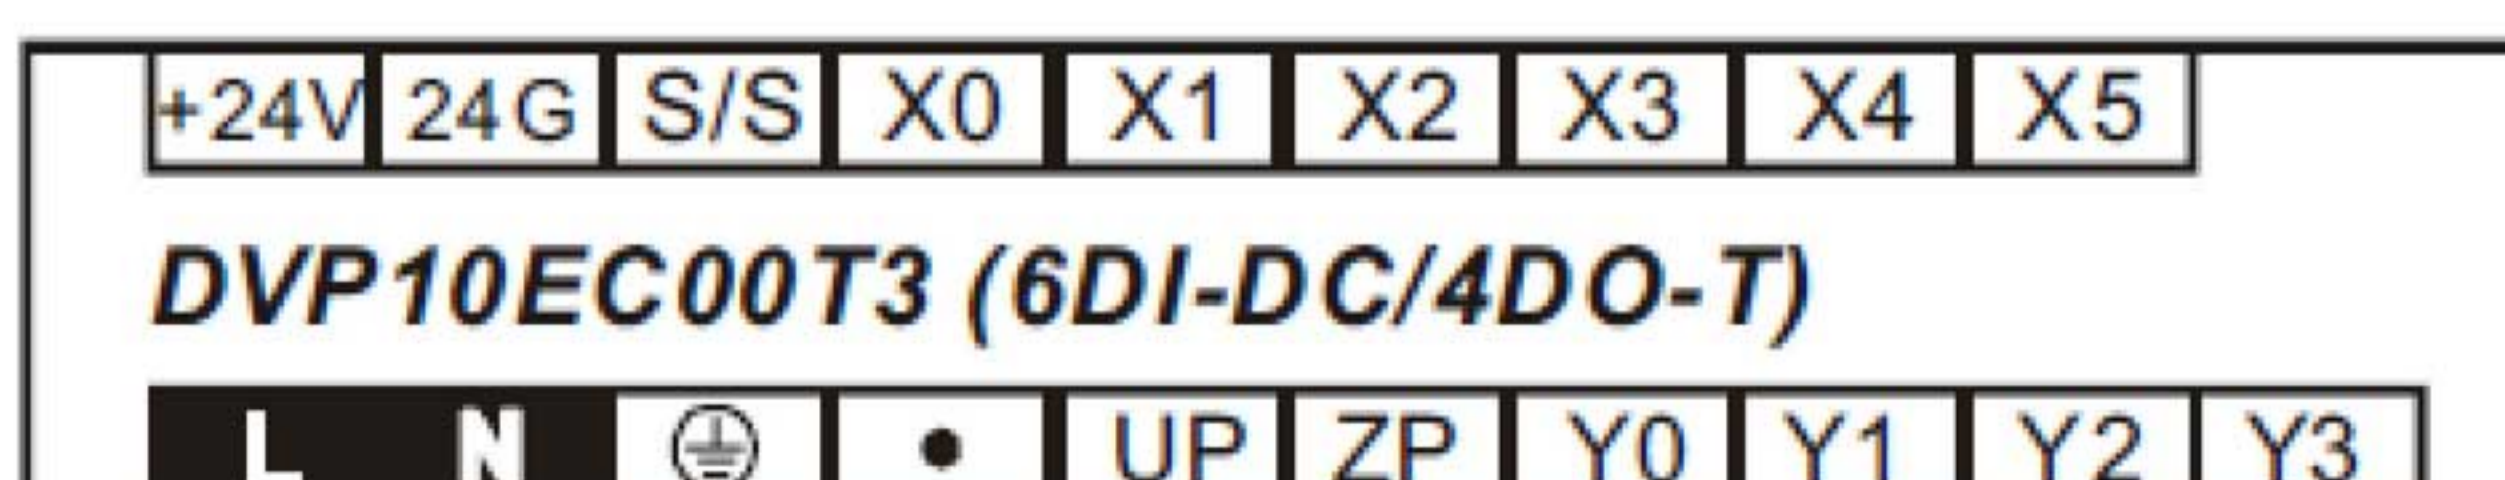 +24V 24G S/S X0 X1 X2 X3 X4 X5
DVP10EC00T3 (6DI-DC/4DO-T)
L N • UP ZP Y0 Y1 Y2 Y3